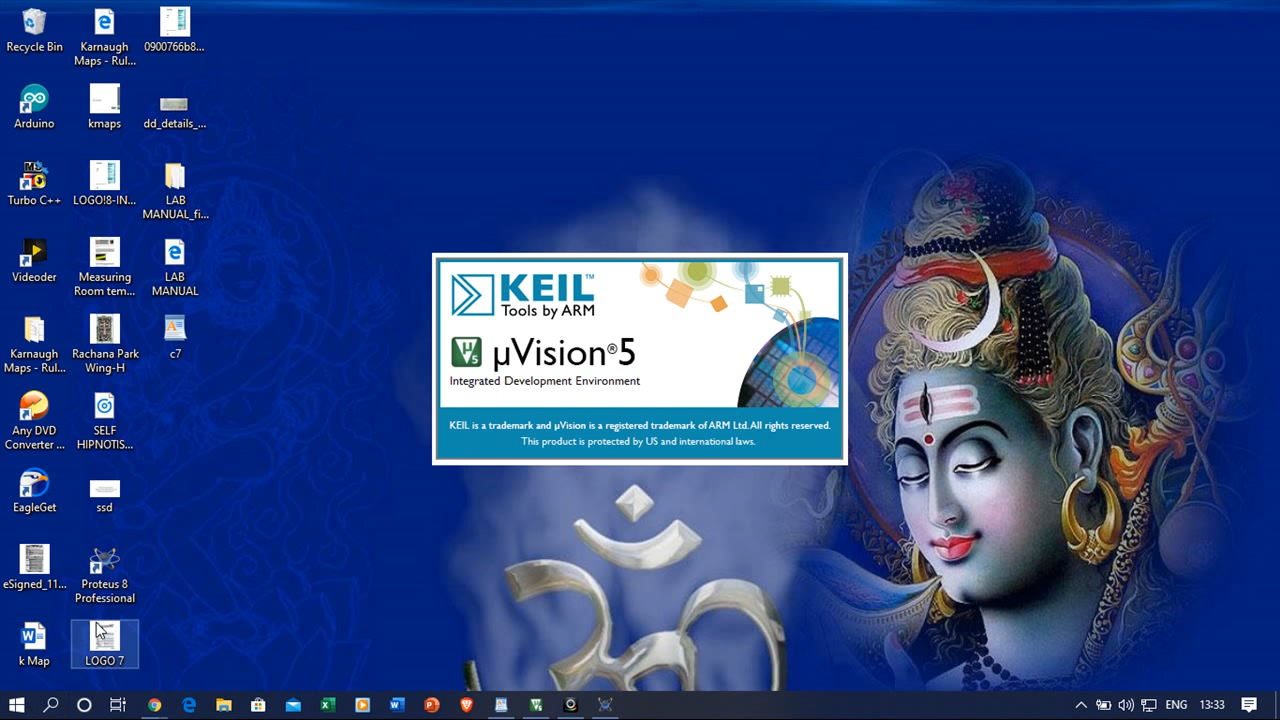 Recycle Bin
Karnaugh
Maps - Rul...
0900766b8...
Arduino
kmaps
dd_details_...
Turbo C++
LOGO!8-IN...
LAB
MANUAL_fi...
Videoder
Measuring
Room tem...
LAB
MANUAL
Karnaugh
Maps - Rul...
Rachana Park
Wing-H
c7
Any DVD
Converter ...
SELF
HIPNOTIS...
EagleGet
ssd
eSigned_11...
Proteus 8
Professional
k Map
LOGO 7
KEIL™
Tools by ARM
µVision®5
Integrated Development Environment
KEIL is a trademark and µVision is a registered trademark of ARM Ltd. All rights reserved.
This product is protected by US and international laws.
ॐ
ENG
13:33